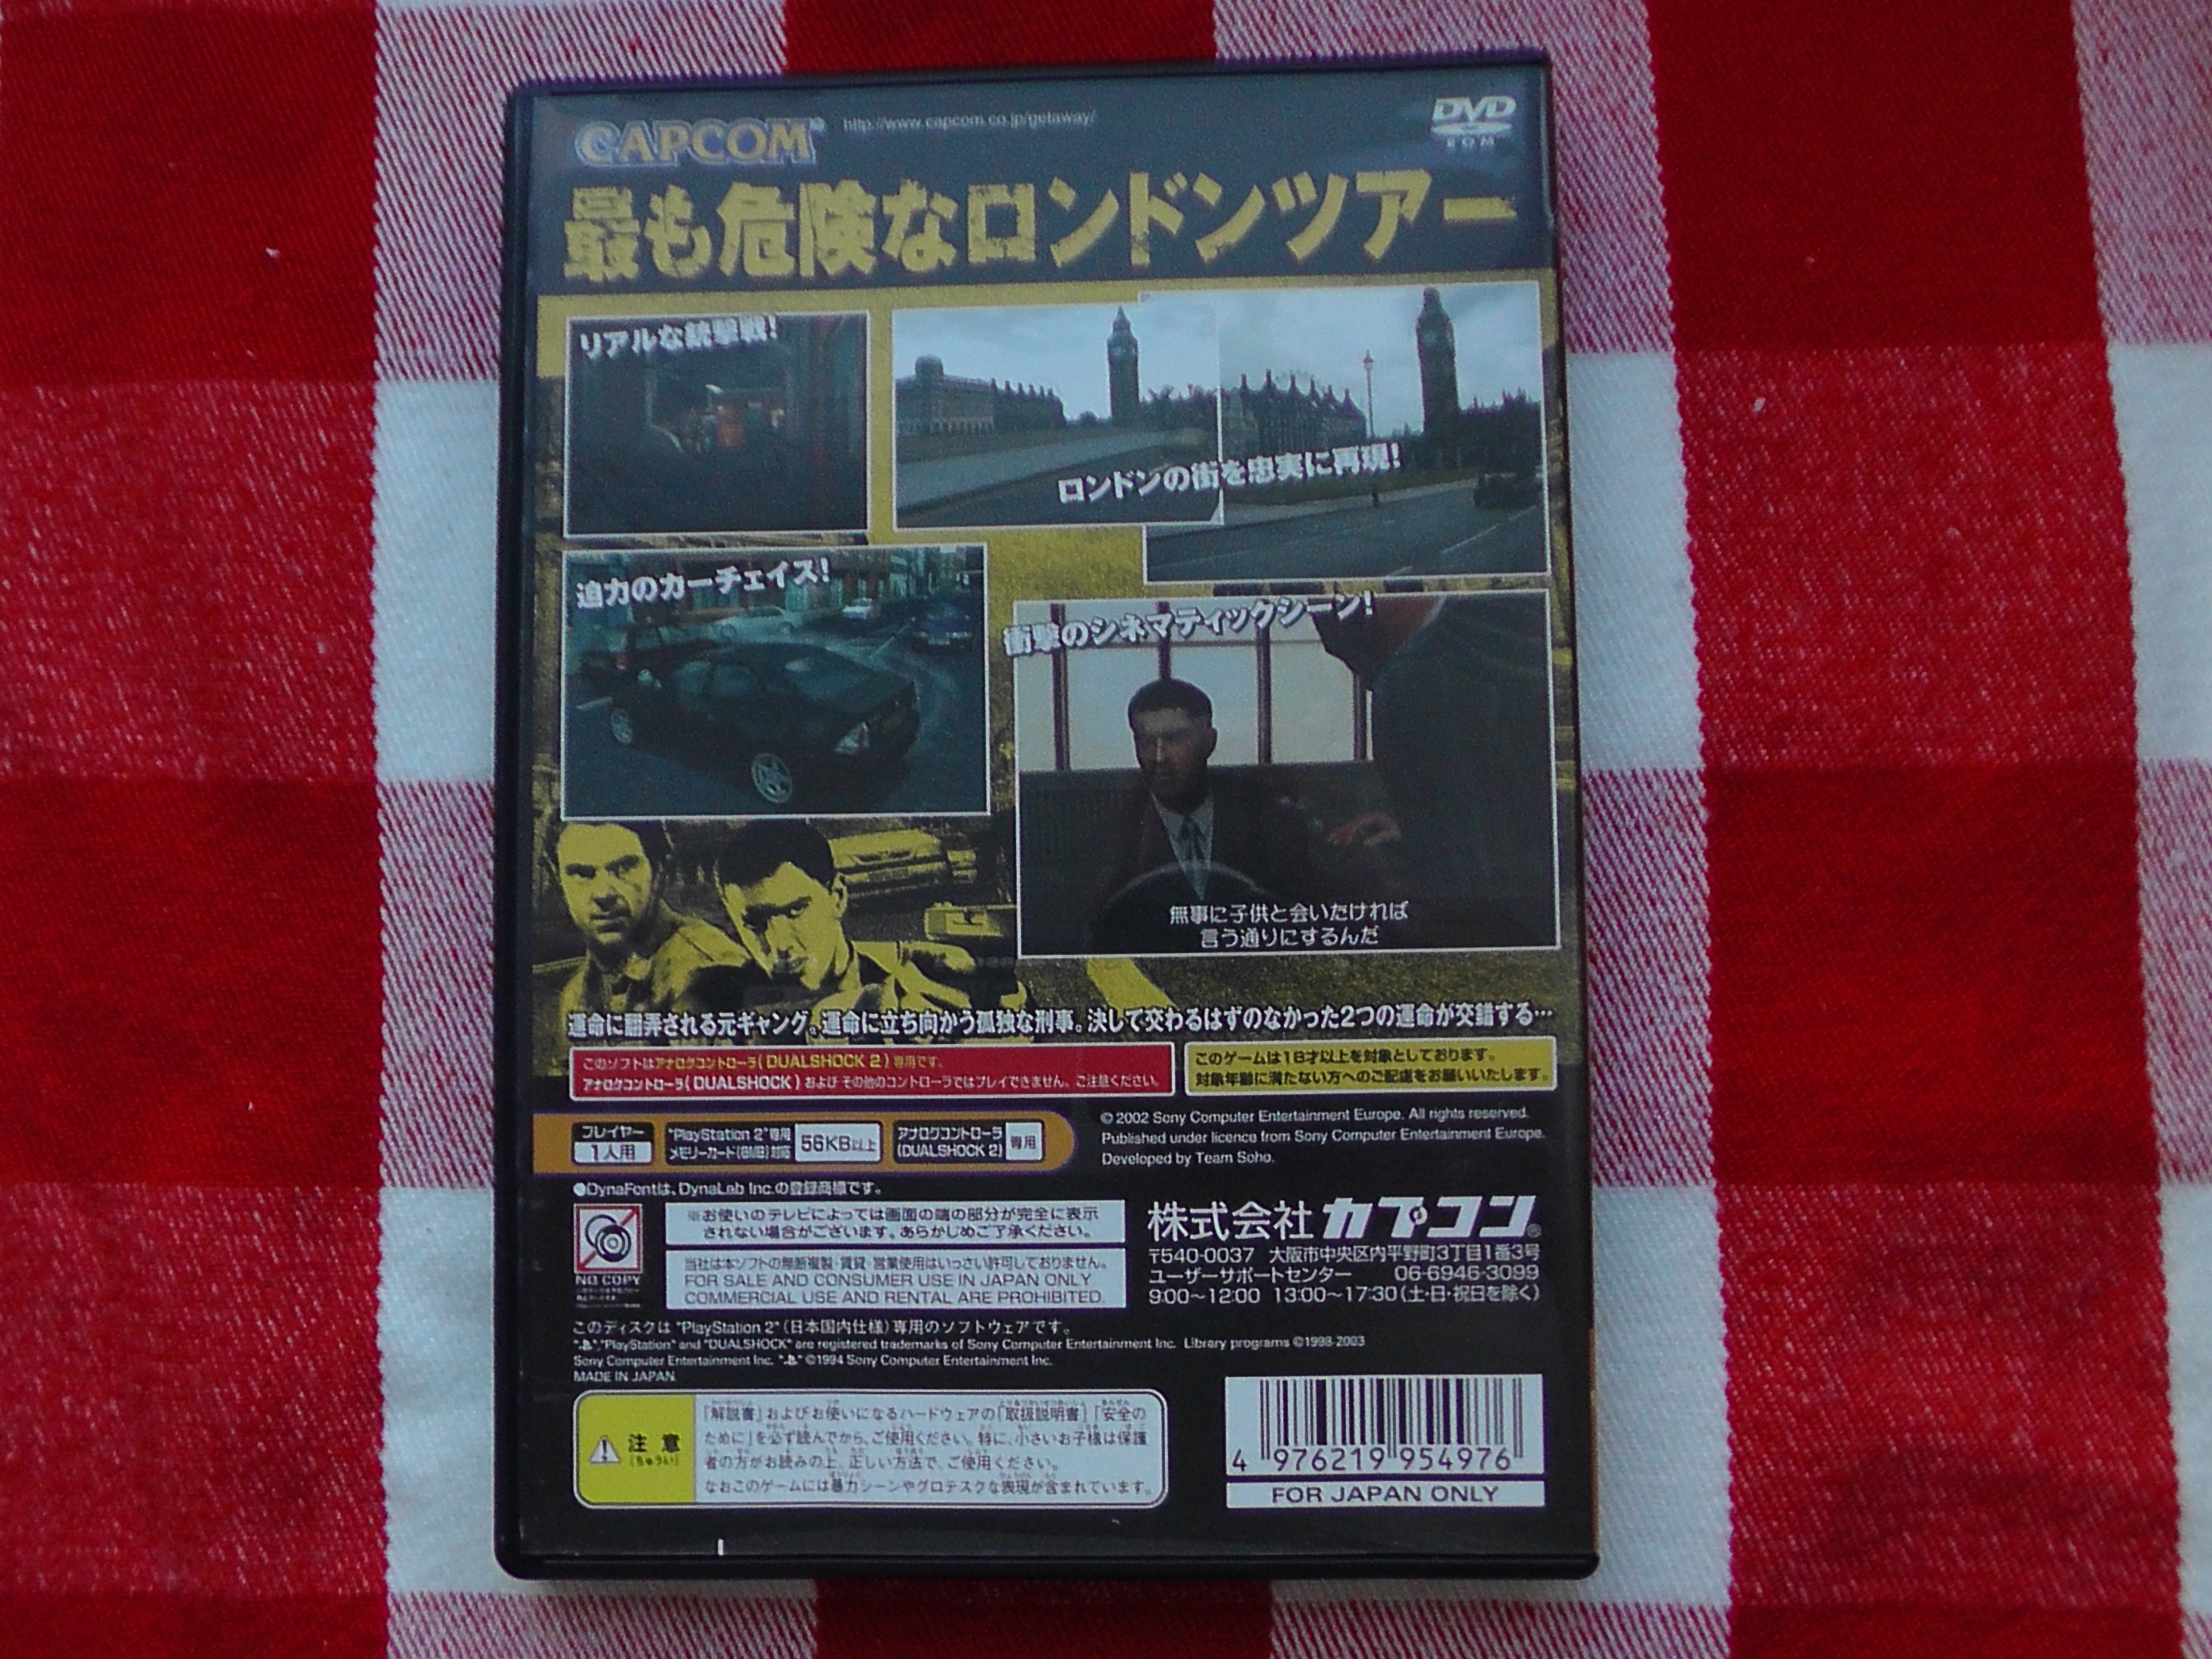 CAPCOM® http://www.capcom.co.jp/getaway/
DVD
ROM
最も危険なロンドンツアー
リアルな銃撃戦!
ロンドンの街を忠実に再現!
迫力のカーチェイス!
衝撃のシネマティックシーン!
無事に子供と会いたければ
言う通りにするんだ
運命に翻弄される元ギャング。運命に立ち向かう孤独な刑事。決して交わるはずのなかった2つの運命が交錯する…
このソフトはアナログコントローラ(DUALSHOCK 2)専用です。
アナログコントローラ(DUALSHOCK)および その他のコントローラではプレイできません。ご注意ください。
このゲームは18才以上を対象としております。
対象年齢に満たない方へのご配慮をお願いいたします。
プレイヤー
1人用
"PlayStation 2"専用
メモリーカード(8MB)対応
56KB以上
アナログコントローラ
(DUALSHOCK 2)
専用
© 2002 Sony Computer Entertainment Europe. All rights reserved.
Published under licence from Sony Computer Entertainment Europe.
Developed by Team Soho.
●DynaFontは、DynaLab Inc.の登録商標です。
NO COPY
※お使いのテレビによっては画面の端の部分が完全に表示
されない場合がございます。あらかじめご了承ください。
当社は本ソフトの無断複製・賃貸・営業使用はいっさい許可しておりません。
FOR SALE AND CONSUMER USE IN JAPAN ONLY
COMMERCIAL USE AND RENTAL ARE PROHIBITED.
株式会社カプコン®
〒540-0037 大阪市中央区内平野町3丁目1番3号
ユーザーサポートセンター 06-6946-3099
9:00～12:00 13:00～17:30(土・日・祝日を除く)
このディスクは "PlayStation 2"(日本国内仕様)専用のソフトウェアです。
"PlayStation" and "DUALSHOCK" are registered trademarks of Sony Computer Entertainment Inc. Library programs ©1998-2003
Sony Computer Entertainment Inc. ©1994 Sony Computer Entertainment Inc.
MADE IN JAPAN
注意
(ちゅうい)
「解説書」およびお使いになるハードウェアの「取扱説明書」「安全の
ために」を必ず読んでから、ご使用ください。特に、小さいお子様は保護
者の方がお読みの上、正しい方法で、ご使用ください。
なおこのゲームには暴力シーンやグロテスクな表現が含まれています。
4 976219 954976
FOR JAPAN ONLY